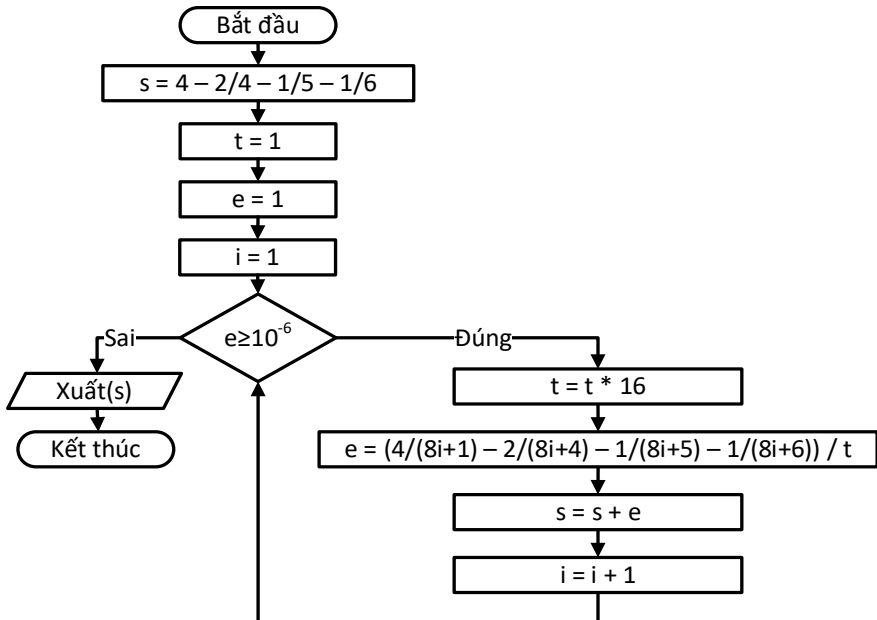 Bắt đầu
s = 4 – 2/4 – 1/5 – 1/6
t = 1
e = 1
i = 1
e≥10⁻⁶
Sai
Đúng
Xuất(s)
Kết thúc
t = t * 16
e = (4/(8i+1) – 2/(8i+4) – 1/(8i+5) – 1/(8i+6)) / t
s = s + e
i = i + 1